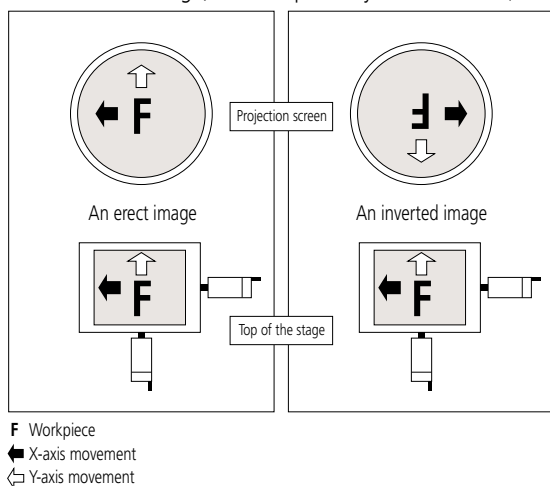 F
F
Projection screen
An erect image
An inverted image
F
F
Top of the stage
F Workpiece
X-axis movement
Y-axis movement